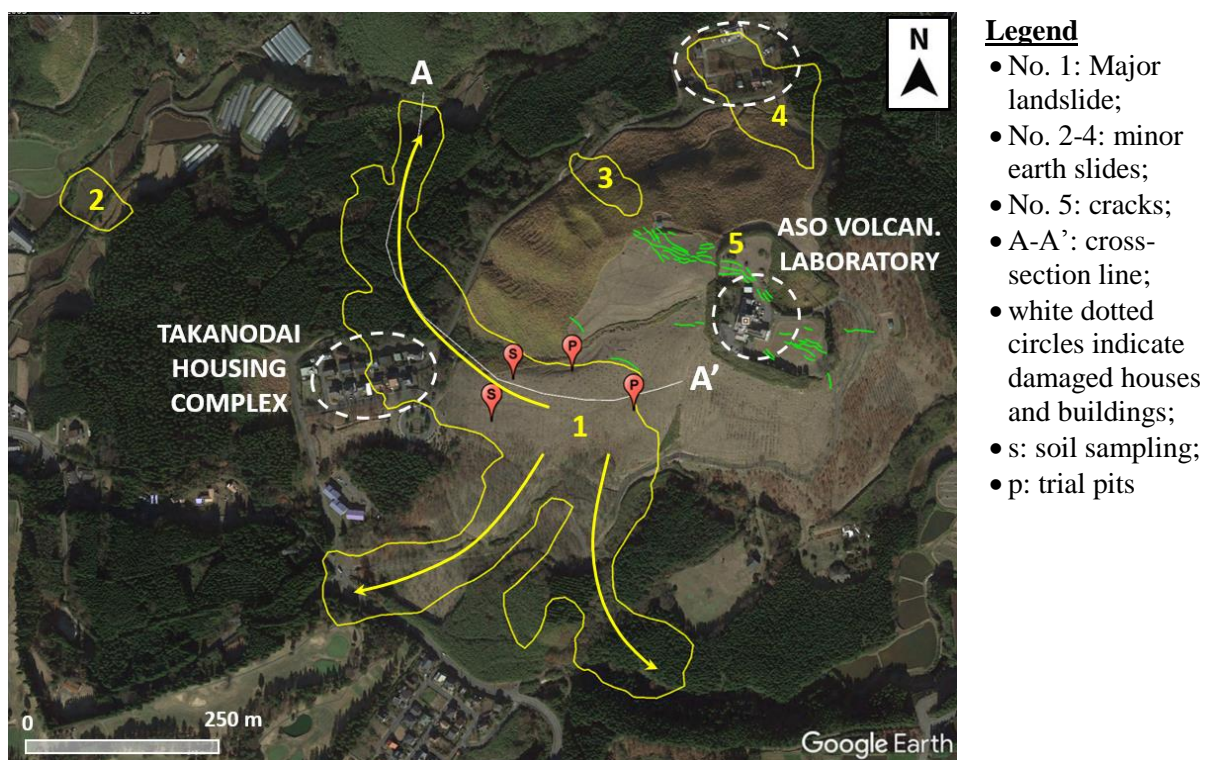 N
A
4
3
2
5
ASO VOLCAN.
LABORATORY
TAKANODAI
HOUSING
COMPLEX
S
P
S
P
A'
1
0
250 m
Google Earth
Legend
• No. 1: Major
landslide;
• No. 2-4: minor
earth slides;
• No. 5: cracks;
• A-A’: cross-
section line;
• white dotted
circles indicate
damaged houses
and buildings;
• s: soil sampling;
• p: trial pits